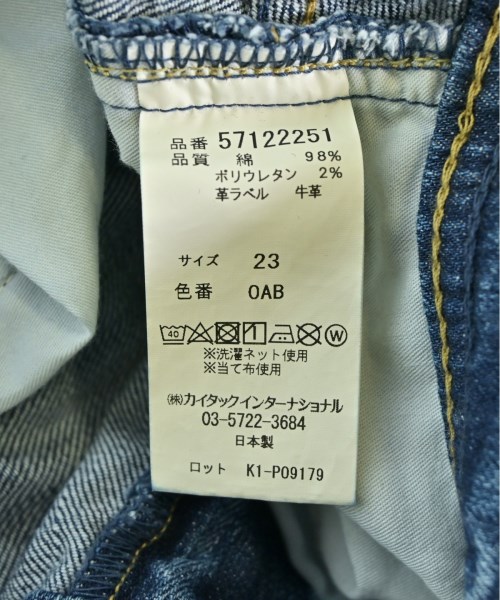 品番 57122251
品質 綿 98%
ポリウレタン 2%
革ラベル 牛革
サイズ 23
色番 0AB
40 W
※洗濯ネット使用
※当て布使用
㈱カイタックインターナショナル
03-5722-3684
日本製
ロット K1-P09179